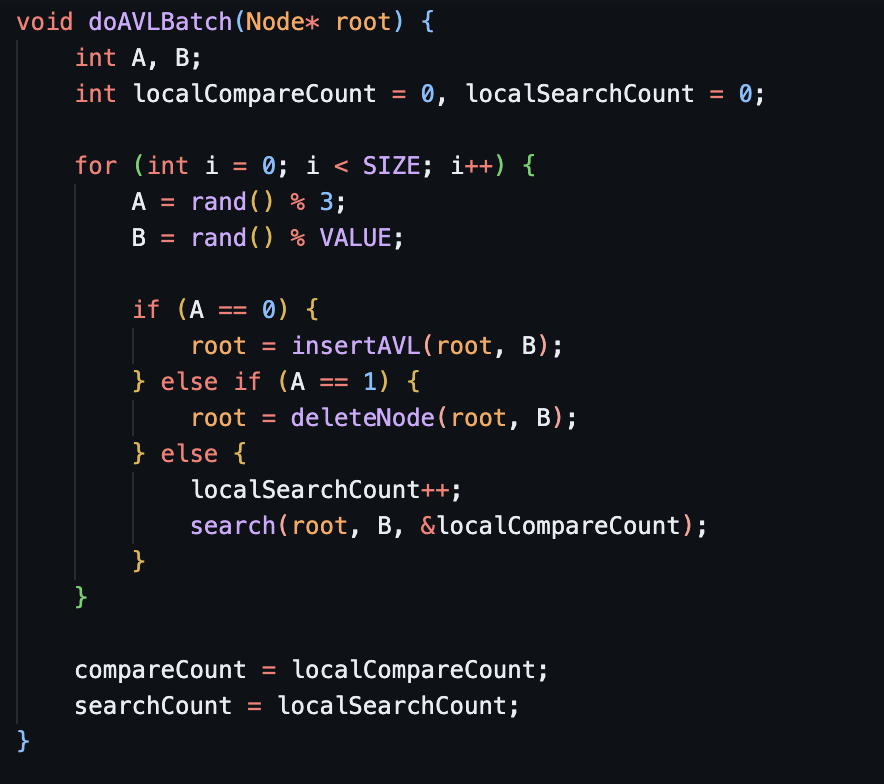 void doAVLBatch(Node* root) {
    int A, B;
    int localCompareCount = 0, localSearchCount = 0;

    for (int i = 0; i < SIZE; i++) {
        A = rand() % 3;
        B = rand() % VALUE;

        if (A == 0) {
            root = insertAVL(root, B);
        } else if (A == 1) {
            root = deleteNode(root, B);
        } else {
            localSearchCount++;
            search(root, B, &localCompareCount);
        }
    }

    compareCount = localCompareCount;
    searchCount = localSearchCount;
}